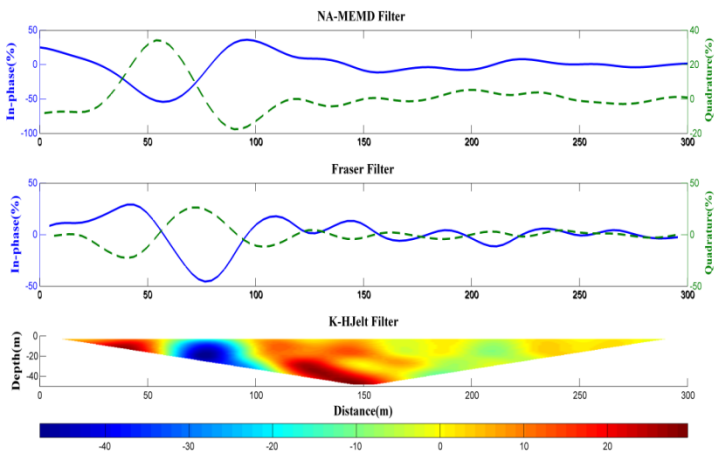 NA-MEMD Filter
50
0
-50
-100
In-phase(%)
40
20
0
-20
Quadrature(%)
0 50 100 150 200 250 300
Fraser Filter
50
0
-50
In-phase(%)
50
0
-50
Quadrature(%)
0 50 100 150 200 250 300
K-HJelt Filter
0
-20
-40
Depth(m)
0 50 100 150 200 250 300
Distance(m)
-40 -30 -20 -10 0 10 20